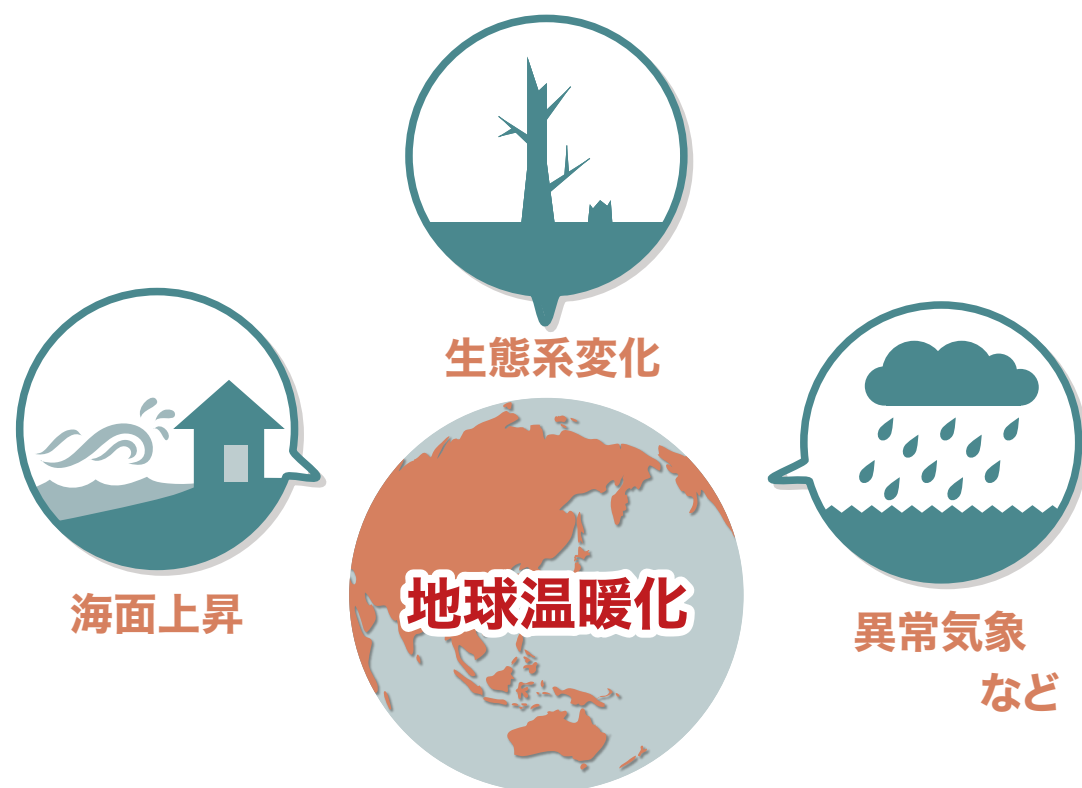 生態系変化
海面上昇
地球温暖化
異常気象
など